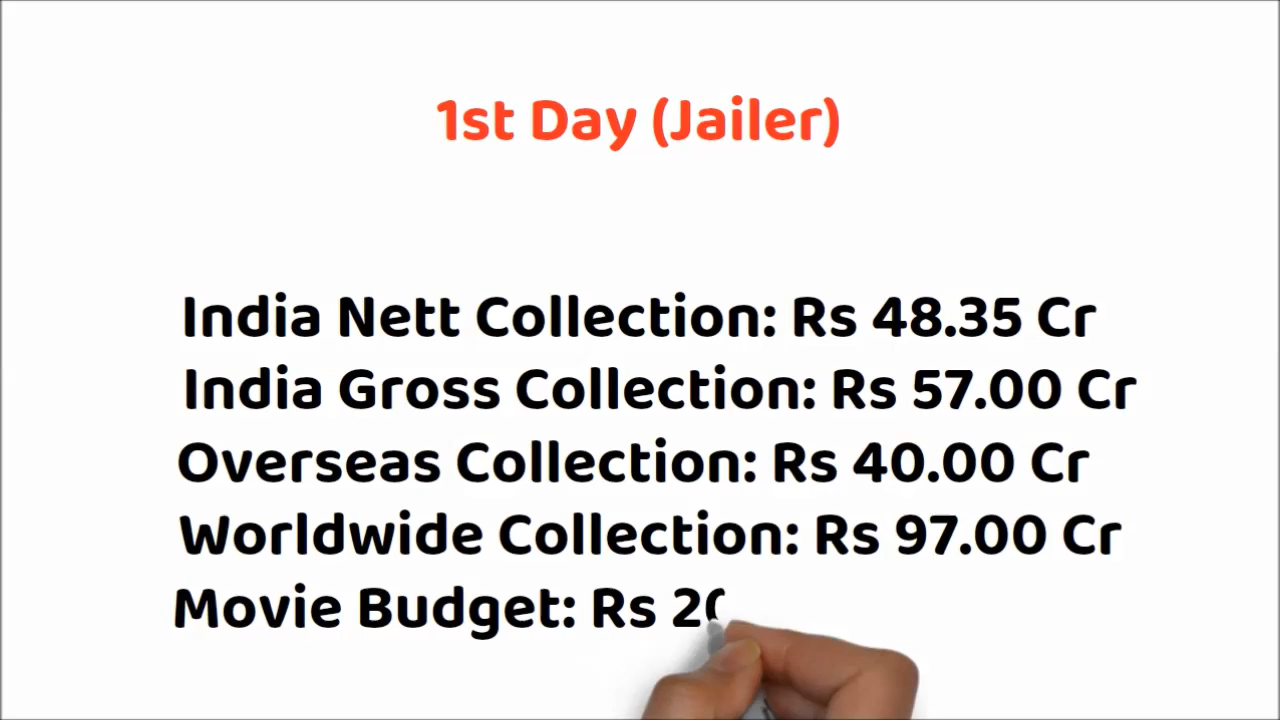 1st Day (Jailer)
India Nett Collection: Rs 48.35 Cr
India Gross Collection: Rs 57.00 Cr
Overseas Collection: Rs 40.00 Cr
Worldwide Collection: Rs 97.00 Cr
Movie Budget: Rs